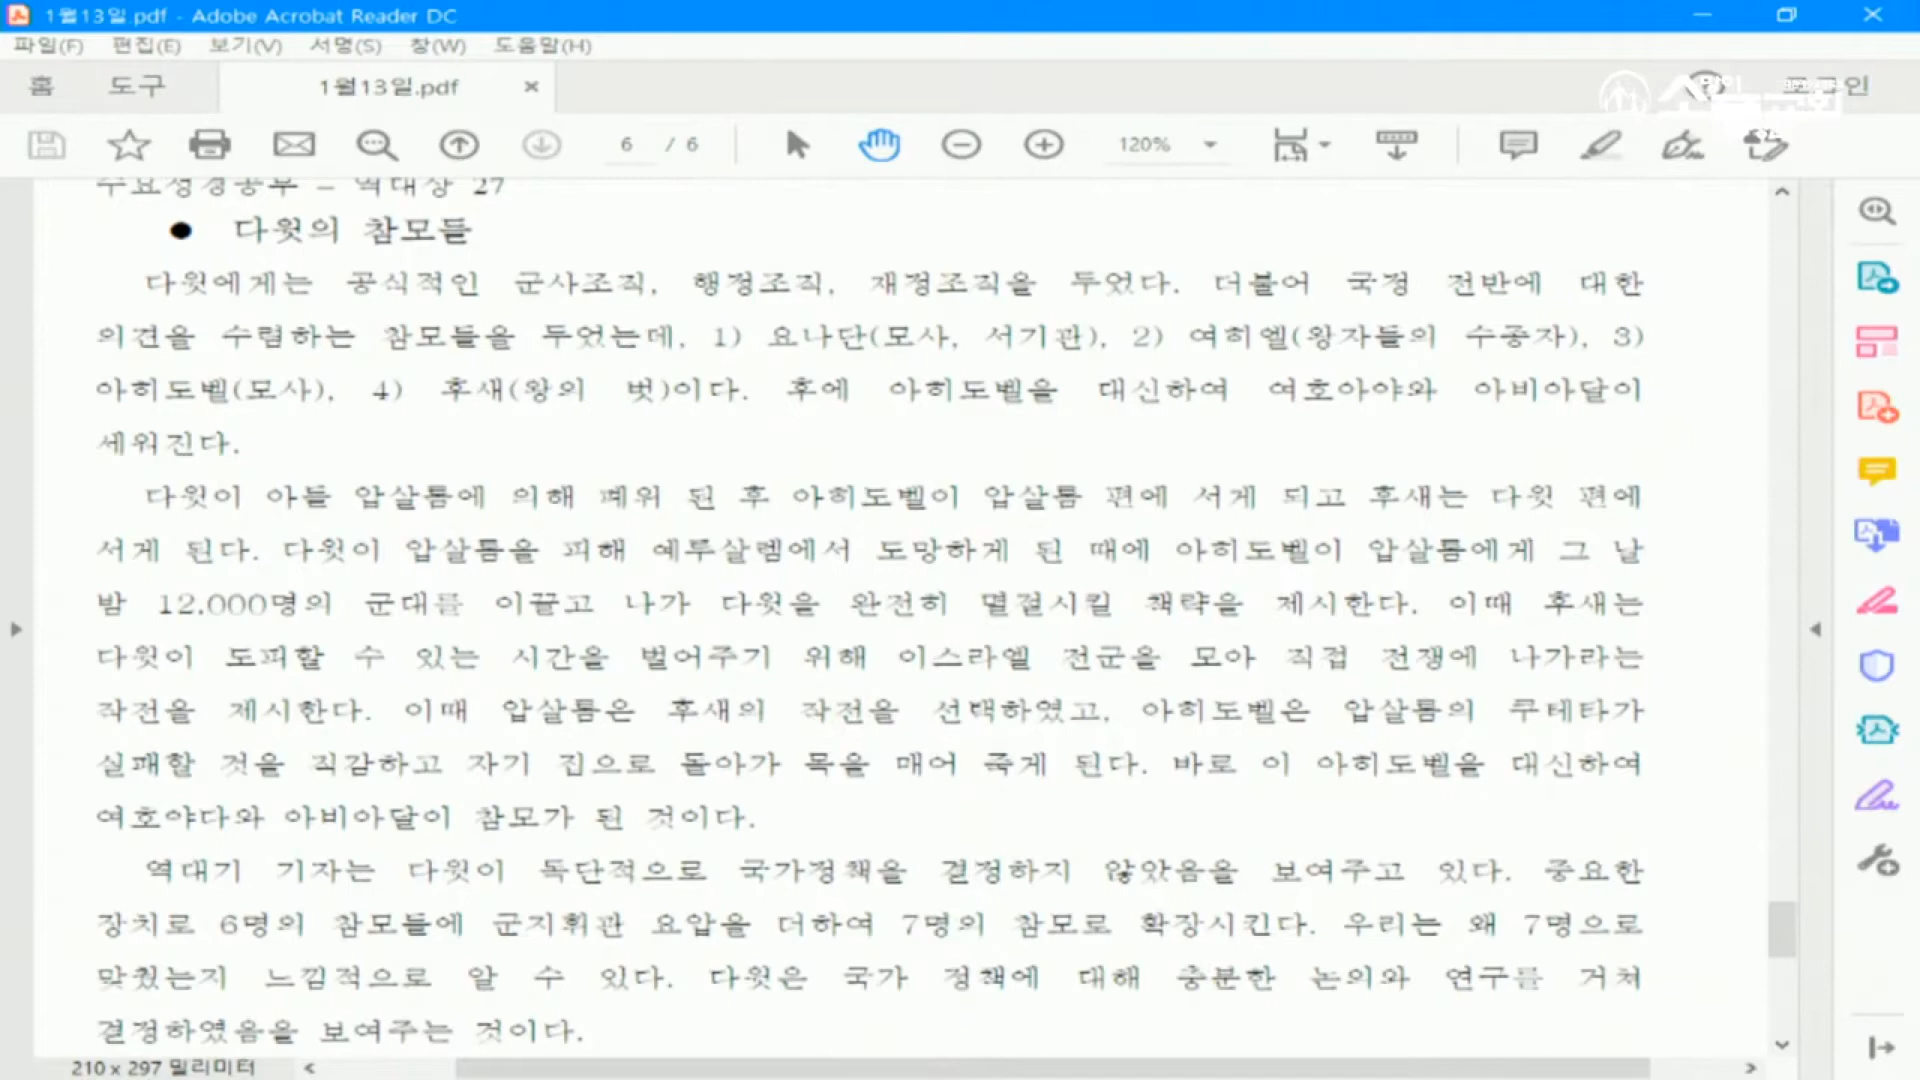 1월13일.pdf - Adobe Acrobat Reader DC
파일(F) 편집(E) 보기(V) 서명(S) 창(W) 도움말(H)
홈 도구 1월13일.pdf ×
6 / 6 120%
수요성경공부 – 역대상 27
● 다윗의 참모들
다윗에게는 공식적인 군사조직, 행정조직, 재정조직을 두었다. 더불어 국정 전반에 대한
의견을 수렴하는 참모들을 두었는데, 1) 요나단(모사, 서기관), 2) 여히엘(왕자들의 수종자), 3)
아히도벨(모사), 4) 후새(왕의 벗)이다. 후에 아히도벨을 대신하여 여호아야와 아비아달이
세워진다.
다윗이 아들 압살롬에 의해 폐위 된 후 아히도벨이 압살롬 편에 서게 되고 후새는 다윗 편에
서게 된다. 다윗이 압살롬을 피해 예루살렘에서 도망하게 된 때에 아히도벨이 압살롬에게 그 날
밤 12,000명의 군대를 이끌고 나가 다윗을 완전히 멸절시킬 책략을 제시한다. 이때 후새는
다윗이 도피할 수 있는 시간을 벌어주기 위해 이스라엘 전군을 모아 직접 전쟁에 나가라는
작전을 제시한다. 이때 압살롬은 후새의 작전을 선택하였고, 아히도벨은 압살롬의 쿠테타가
실패할 것을 직감하고 자기 집으로 돌아가 목을 매어 죽게 된다. 바로 이 아히도벨을 대신하여
여호야다와 아비아달이 참모가 된 것이다.
역대기 기자는 다윗이 독단적으로 국가정책을 결정하지 않았음을 보여주고 있다. 중요한
장치로 6명의 참모들에 군지휘관 요압을 더하여 7명의 참모로 확장시킨다. 우리는 왜 7명으로
맞췄는지 느낌적으로 알 수 있다. 다윗은 국가 정책에 대해 충분한 논의와 연구를 거쳐
결정하였음을 보여주는 것이다.
210 x 297 밀리미터